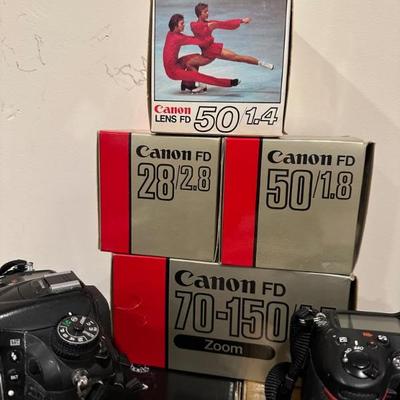 Canon
LENS FD 50 1.4
Canon FD
28/2.8
Canon FD
50/1.8
Canon FD
70-150/
Zoom